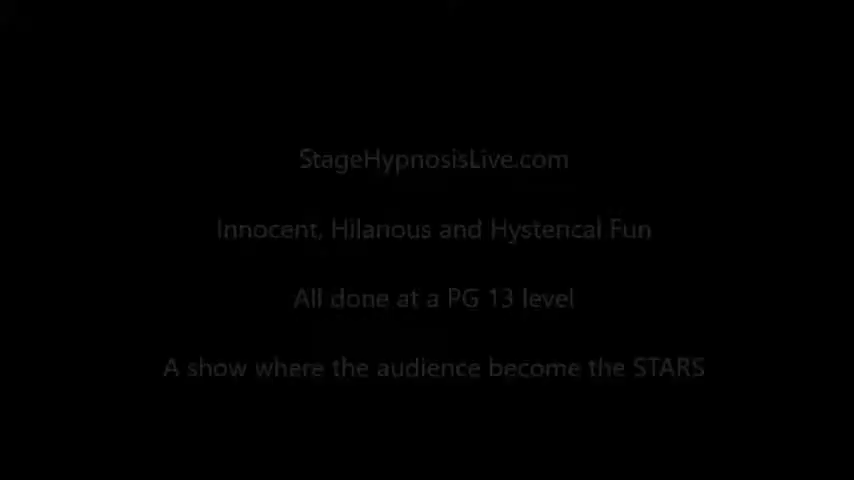 StageHypnosisLive.com
Innocent, Hilarious and Hysterical Fun
All done at a PG 13 level
A show where the audience become the STARS